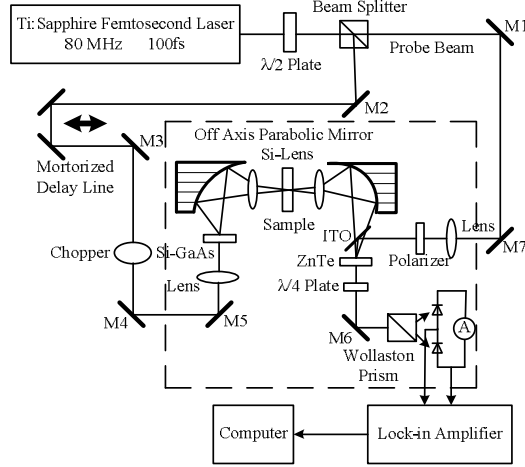 Ti:Sapphire Femtosecond Laser
80 MHz 100fs
Beam Splitter
M1
λ/2 Plate
Probe Beam
M2
M3
Mortorized
Delay Line
Off Axis Parabolic Mirror
Si-Lens
Sample
ITO
Lens
Polarizer
M7
Chopper
Si-GaAs
Lens
ZnTe
λ/4 Plate
M4
M5
M6
A
Wollaston
Prism
Computer
Lock-in Amplifier